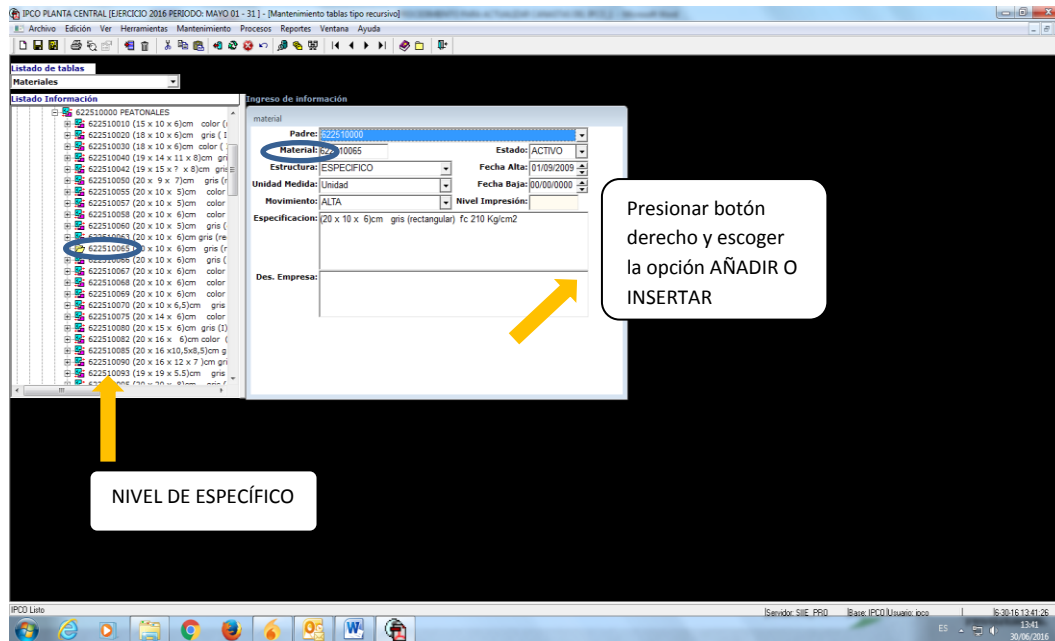 IPCO PLANTA CENTRAL [EJERCICIO 2016 PERIODO: MAYO 01 - 31 ] - [Mantenimiento tablas tipo recursivo]
Archivo Edición Ver Herramientas Mantenimiento Procesos Reportes Ventana Ayuda
Listado de tablas
Materiales
Listado Información
622510000 PEATONALES
622510010 (15 x 10 x 6)cm color (
622510020 (18 x 10 x 6)cm gris ( I
622510030 (18 x 10 x 6)cm color (
622510040 (19 x 14 x 11 x 8)cm gri
622510042 (19 x 15 x ? x 8)cm gris
622510050 (20 x 9 x 7)cm gris (r
622510055 (20 x 10 x 5)cm color
622510057 (20 x 10 x 5)cm color
622510058 (20 x 10 x 6)cm color
622510060 (20 x 10 x 5)cm gris (
622510063 (20 x 10 x 6)cm gris (re
622510065 (20 x 10 x 6)cm gris (r
622510066 (20 x 10 x 6)cm gris (
622510067 (20 x 10 x 6)cm color
622510068 (20 x 10 x 6)cm color
622510069 (20 x 10 x 6)cm color
622510070 (20 x 10 x 6,5)cm gris
622510075 (20 x 14 x 6)cm color
622510080 (20 x 15 x 6)cm gris (I)
622510082 (20 x 16 x 6)cm color (
622510085 (20 x 16 x10,5x8,5)cm g
622510090 (20 x 16 x 12 x 7 )cm gri
622510093 (19 x 19 x 5.5)cm gris
Ingreso de información
material
Padre: 622510000
Material: 622510065 Estado: ACTIVO
Estructura: ESPECIFICO Fecha Alta: 01/09/2009
Unidad Medida: Unidad Fecha Baja: 00/00/0000
Movimiento: ALTA Nivel Impresión:
Especificacion: (20 x 10 x 6)cm gris (rectangular) fc 210 Kg/cm2
Des. Empresa:
Presionar botón
derecho y escoger
la opción AÑADIR O
INSERTAR
NIVEL DE ESPECÍFICO
IPCO Listo
Servidor: SIIE_PRO Base: IPCO Usuario: ipco 6-30-16 13:41:26
ES 13:41
30/06/2016